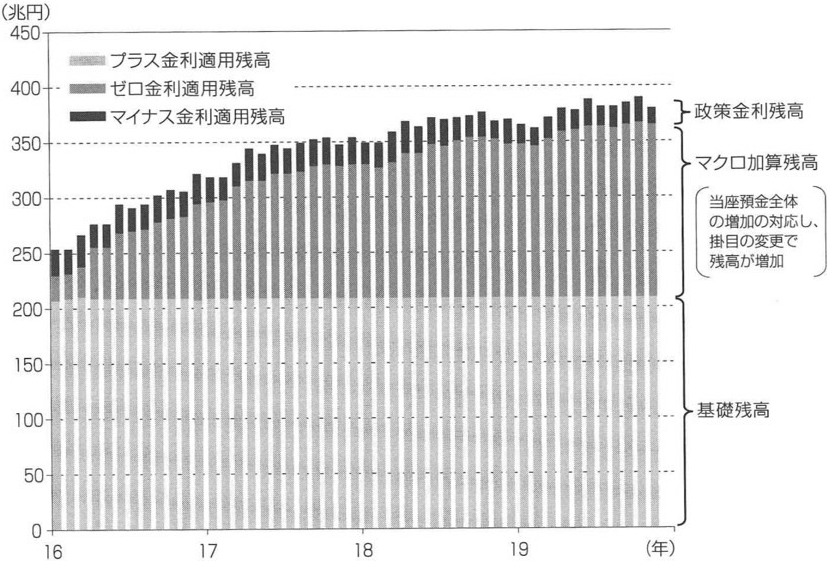 (兆円)
450
400
350
300
250
200
150
100
50
0
プラス金利適用残高
ゼロ金利適用残高
マイナス金利適用残高
政策金利残高
マクロ加算残高
当座預金全体
の増加の対応し、
掛目の変更で
残高が増加
基礎残高
16
17
18
19
(年)